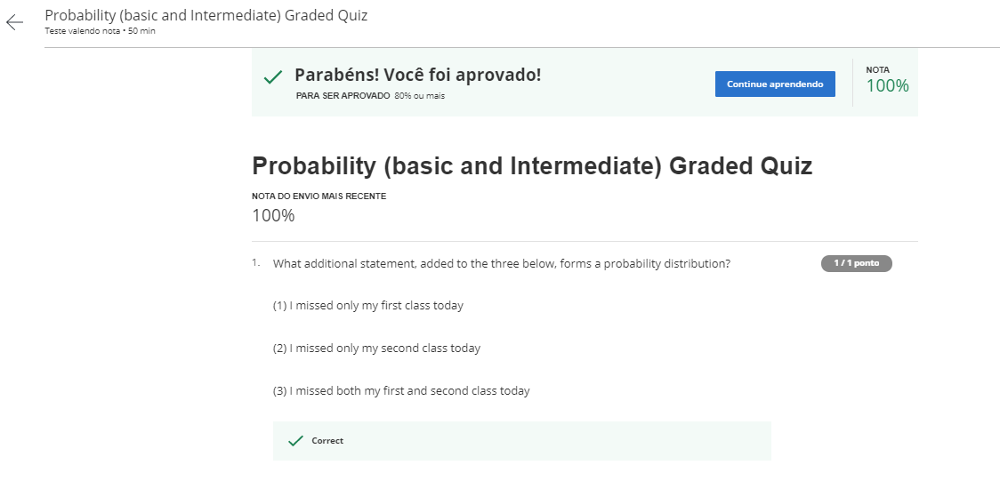 Probability (basic and Intermediate) Graded Quiz
Teste valendo nota • 50 min
Parabéns! Você foi aprovado!
PARA SER APROVADO 80% ou mais
Continue aprendendo
NOTA
100%
Probability (basic and Intermediate) Graded Quiz
NOTA DO ENVIO MAIS RECENTE
100%
1. What additional statement, added to the three below, forms a probability distribution?
1 / 1 ponto
(1) I missed only my first class today
(2) I missed only my second class today
(3) I missed both my first and second class today
Correct